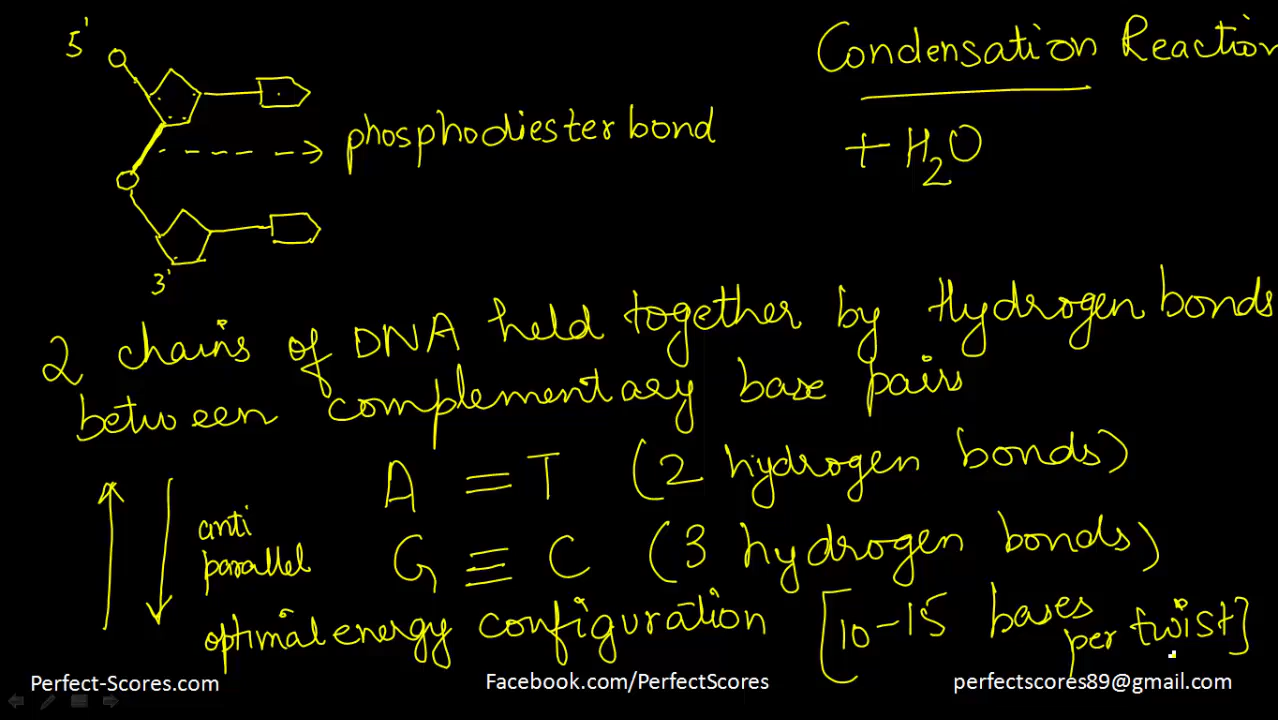 5'
Condensation Reaction
phosphodiester bond
+ H2O
3'
2 chains of DNA held together by Hydrogen bonds
between complementary base pairs
A = T (2 hydrogen bonds)
anti
parallel
G ≡ C (3 hydrogen bonds)
optimal energy configuration [10-15 bases
per twist]
Perfect-Scores.com
Facebook.com/PerfectScores
perfectscores89@gmail.com